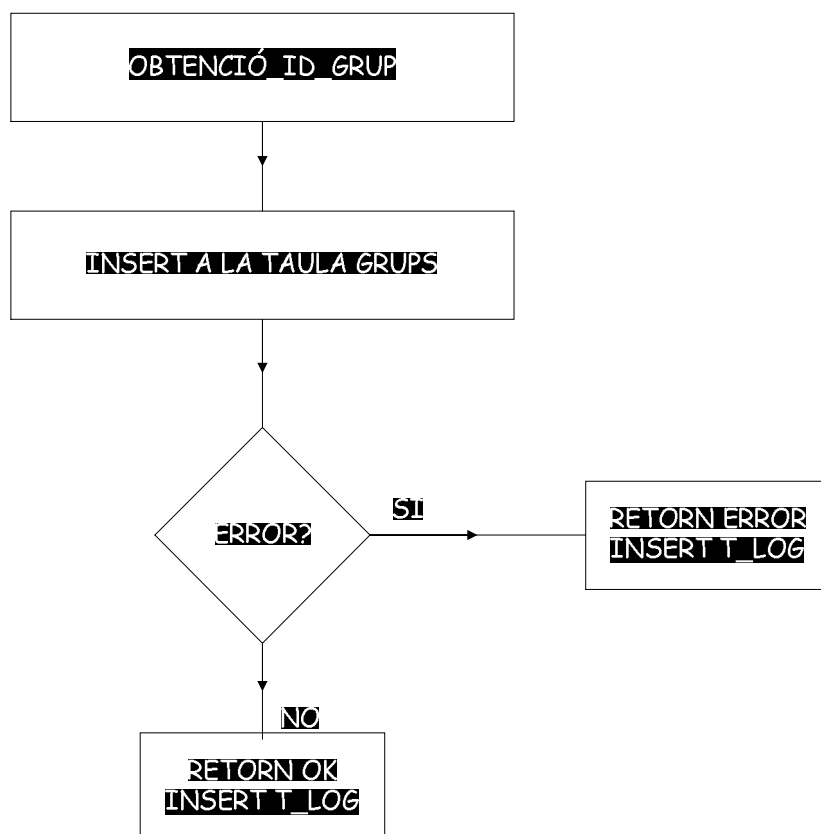 OBTENCIÓ_ID_GRUP
INSERT A LA TAULA GRUPS
ERROR?
SI
RETORN ERROR
INSERT T_LOG
NO
RETORN OK
INSERT T_LOG